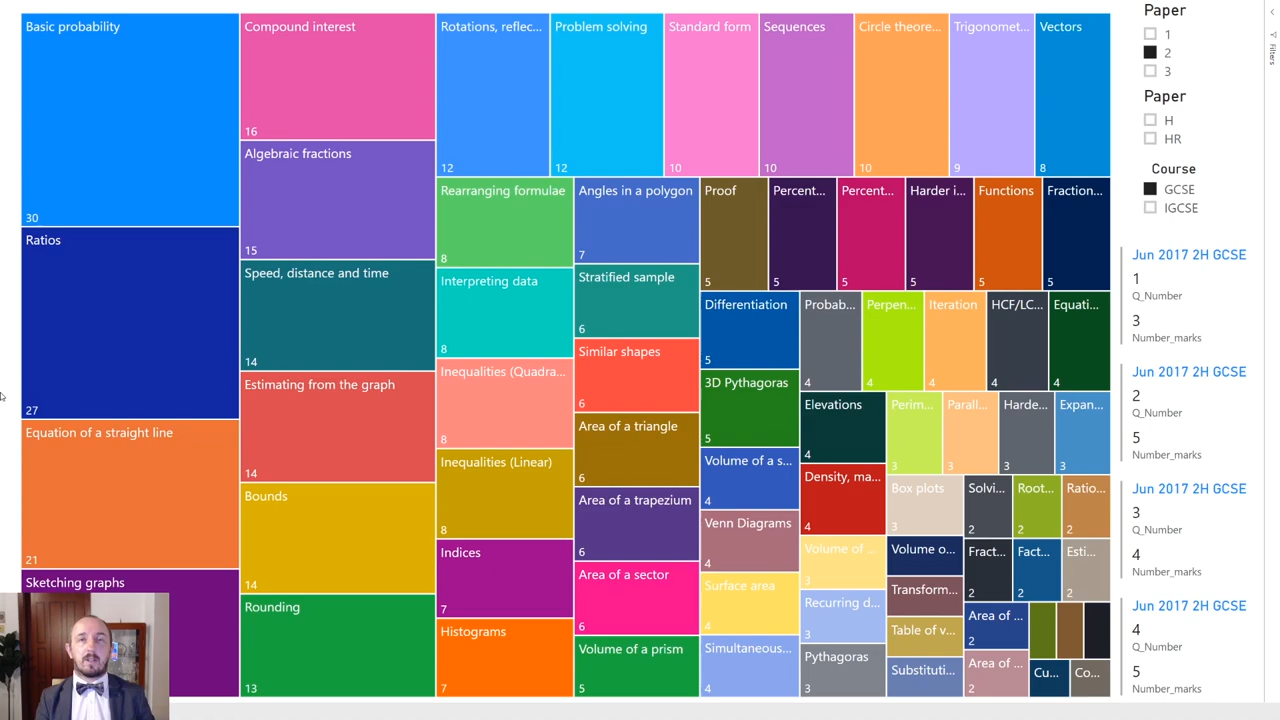 Basic probability
30
Ratios
27
Equation of a straight line
21
Sketching graphs
Compound interest
16
Algebraic fractions
15
Speed, distance and time
14
Estimating from the graph
14
Bounds
14
Rounding
13
Rotations, reflec...
12
Problem solving
12
Standard form
10
Sequences
10
Circle theore...
10
Trigonomet...
9
Vectors
8
Rearranging formulae
8
Interpreting data
8
Inequalities (Quadra...
8
Inequalities (Linear)
8
Indices
7
Histograms
7
Angles in a polygon
7
Stratified sample
6
Similar shapes
6
Area of a triangle
6
Area of a trapezium
6
Area of a sector
6
Volume of a prism
5
Proof
5
Percent...
5
Percent...
5
Harder i...
5
Functions
5
Fraction...
5
Differentiation
5
3D Pythagoras
5
Volume of a s...
4
Venn Diagrams
4
Surface area
4
Simultaneous...
4
Probab...
4
Perpen...
4
Iteration
4
HCF/LC...
4
Equati...
4
Elevations
4
Density, ma...
4
Volume of ...
3
Recurring d...
3
Pythagoras
3
Perim...
3
Parall...
3
Harde...
3
Expan...
3
Box plots
3
Volume o...
Transform...
Table of v...
Substituti...
Solvi...
2
Root...
2
Ratio...
2
Fract...
2
Fact...
2
Esti...
2
Area of ...
2
Area of ...
2
Cu...
Co...
Paper
1
2
3
Paper
H
HR
Course
GCSE
IGCSE
Jun 2017 2H GCSE
1
Q_Number
3
Number_marks
Jun 2017 2H GCSE
2
Q_Number
5
Number_marks
Jun 2017 2H GCSE
3
Q_Number
4
Number_marks
Jun 2017 2H GCSE
4
Q_Number
5
Number_marks
Filters